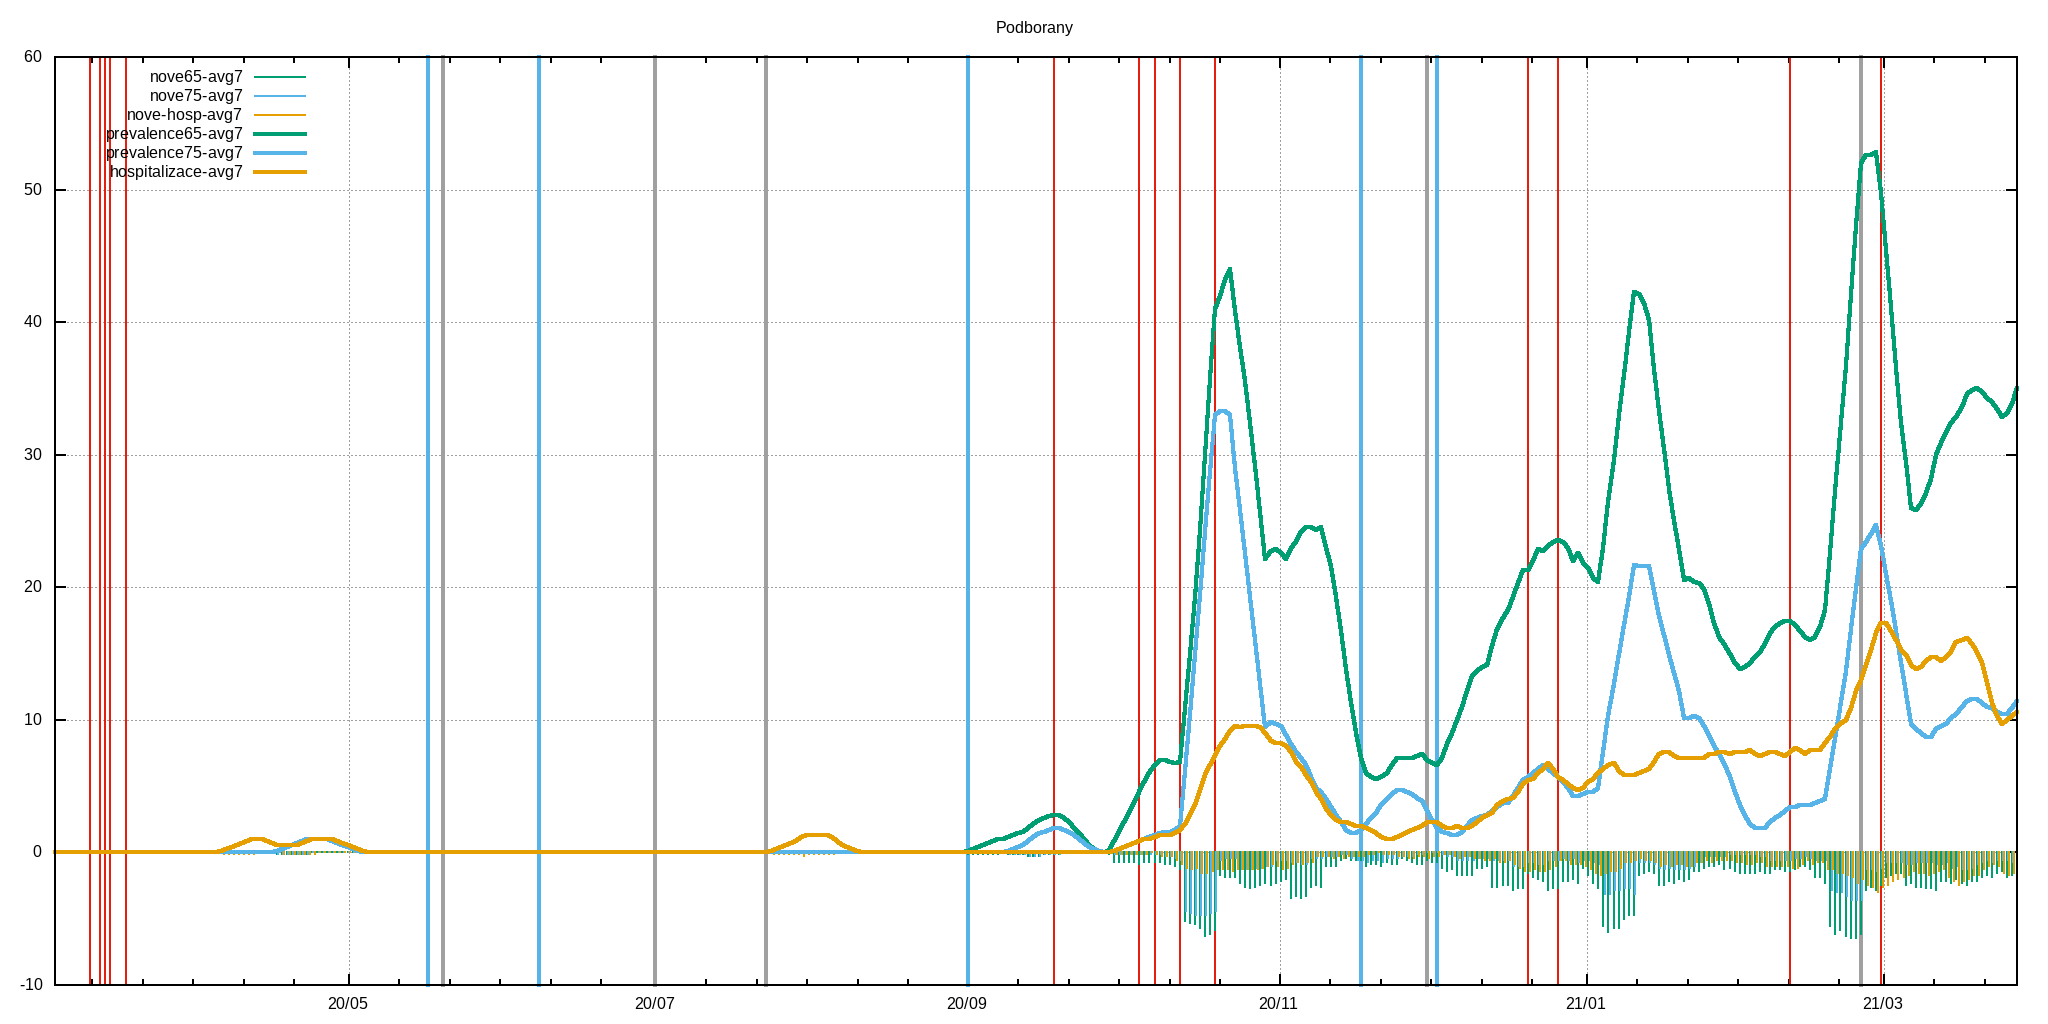 Podborany
60
50
40
30
20
10
0
-10
nove65-avg7
nove75-avg7
nove-hosp-avg7
prevalence65-avg7
prevalence75-avg7
hospitalizace-avg7
20/05 20/07 20/09 20/11 21/01 21/03